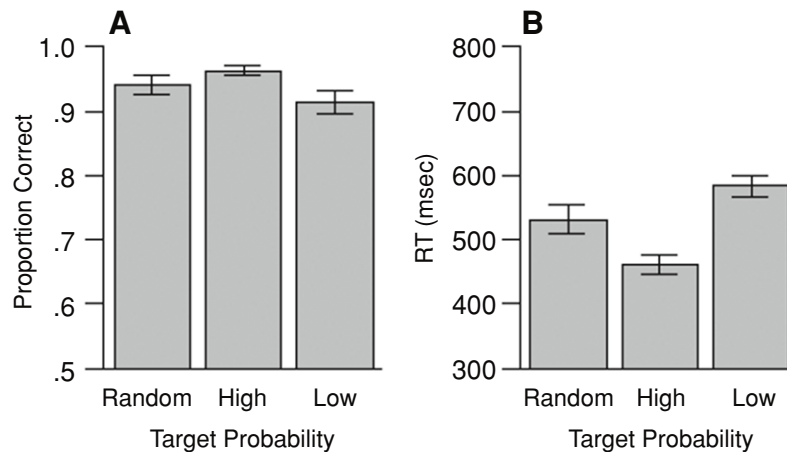 A
1.0
.9
.8
.7
.6
.5
Proportion Correct
Random High Low
Target Probability
B
800
700
600
500
400
300
RT (msec)
Random High Low
Target Probability